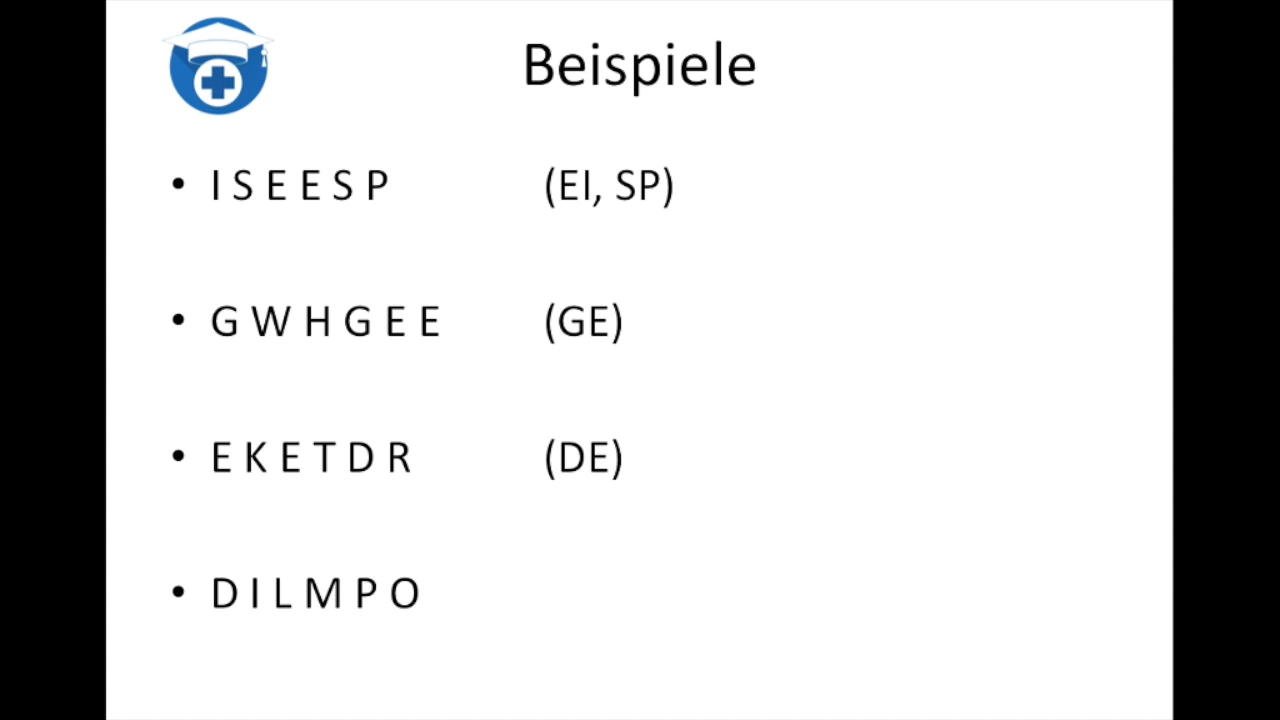 Beispiele
• I S E E S P (EI, SP)
• G W H G E E (GE)
• E K E T D R (DE)
• D I L M P O